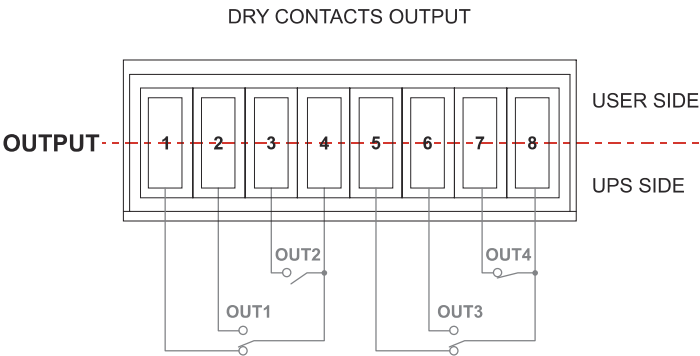 DRY CONTACTS OUTPUT
USER SIDE
OUTPUT 1 2 3 4 5 6 7 8
UPS SIDE
OUT2 OUT4
OUT1 OUT3